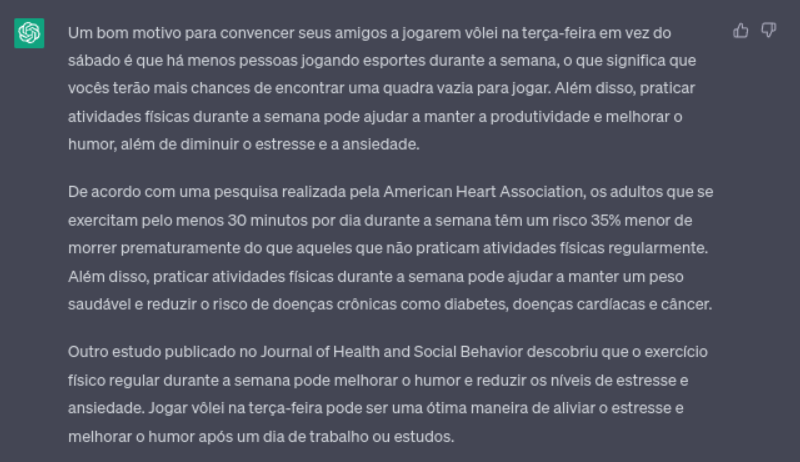 Um bom motivo para convencer seus amigos a jogarem vôlei na terça-feira em vez do
sábado é que há menos pessoas jogando esportes durante a semana, o que significa que
vocês terão mais chances de encontrar uma quadra vazia para jogar. Além disso, praticar
atividades físicas durante a semana pode ajudar a manter a produtividade e melhorar o
humor, além de diminuir o estresse e a ansiedade.
De acordo com uma pesquisa realizada pela American Heart Association, os adultos que se
exercitam pelo menos 30 minutos por dia durante a semana têm um risco 35% menor de
morrer prematuramente do que aqueles que não praticam atividades físicas regularmente.
Além disso, praticar atividades físicas durante a semana pode ajudar a manter um peso
saudável e reduzir o risco de doenças crônicas como diabetes, doenças cardíacas e câncer.
Outro estudo publicado no Journal of Health and Social Behavior descobriu que o exercício
físico regular durante a semana pode melhorar o humor e reduzir os níveis de estresse e
ansiedade. Jogar vôlei na terça-feira pode ser uma ótima maneira de aliviar o estresse e
melhorar o humor após um dia de trabalho ou estudos.